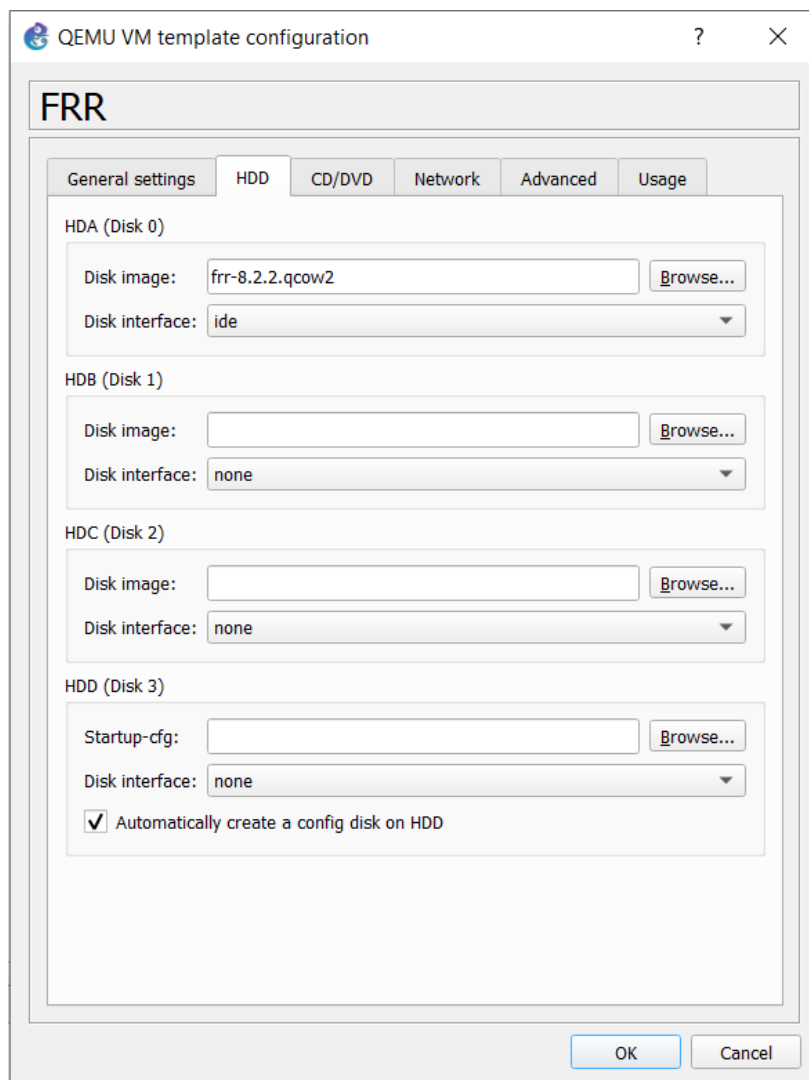 QEMU VM template configuration ?
FRR
General settings HDD CD/DVD Network Advanced Usage
HDA (Disk 0)
Disk image: frr-8.2.2.qcow2 Browse...
Disk interface: ide
HDB (Disk 1)
Disk image: Browse...
Disk interface: none
HDC (Disk 2)
Disk image: Browse...
Disk interface: none
HDD (Disk 3)
Startup-cfg: Browse...
Disk interface: none
Automatically create a config disk on HDD
OK Cancel